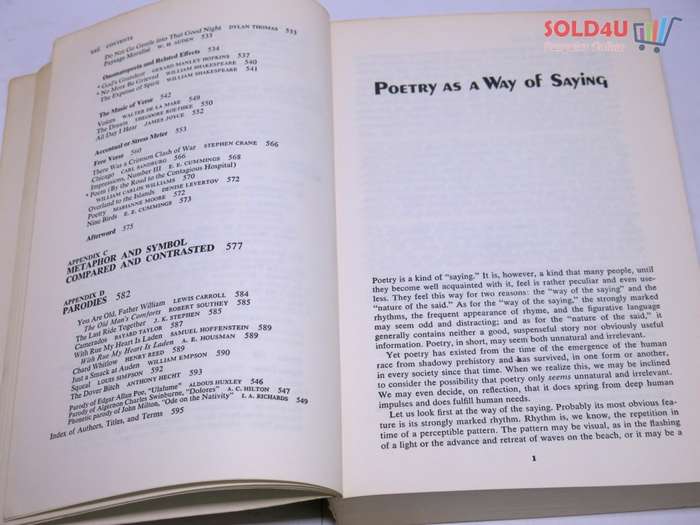 SOLD4U
Property Online
xxii CONTENTS
Do Not Go Gentle into That Good Night DYLAN THOMAS 533
Passage Moralisé W. H. AUDEN 533
Onomatopoeia and Related Effects 534
* God's Grandeur GERARD MANLEY HOPKINS 537
* No More Be Grieved WILLIAM SHAKESPEARE 540
The Expense of Spirit WILLIAM SHAKESPEARE 541
The Music of Verse 542
Voices WALTER DE LA MARE 549
The Dream THEODORE ROETHKE 550
All Day I Hear JAMES JOYCE 552
Accentual or Stress Meter 553
Free Verse 560
There Was a Crimson Clash of War STEPHEN CRANE 566
Chicago CARL SANDBURG 566
Impressions, Number III E. E. CUMMINGS 568
* Poem (By the Road to the Contagious Hospital)
WILLIAM CARLOS WILLIAMS 570
Overland to the Islands DENISE LEVERTOV 572
Poetry MARIANNE MOORE 572
Nine Birds E. E. CUMMINGS 573
Afterword 575
APPENDIX C
METAPHOR AND SYMBOL
COMPARED AND CONTRASTED 577
APPENDIX D
PARODIES 582
You Are Old, Father William LEWIS CARROLL 584
The Old Man's Comforts ROBERT SOUTHEY 585
The Last Ride Together J. K. STEPHEN 585
Camerados BAYARD TAYLOR 587
With Rue My Heart Is Laden SAMUEL HOFFENSTEIN 589
With Rue My Heart Is Laden A. E. HOUSMAN 589
Chard Whitlow HENRY REED 589
Just a Smack at Auden WILLIAM EMPSON 590
Squeal LOUIS SIMPSON 592
The Dover Bitch ANTHONY HECHT 593
Parody of Edgar Allan Poe, "Ulalume" ALDOUS HUXLEY 546
Parody of Algernon Charles Swinburne, "Dolores" A. C. HILTON 547
Phonetic parody of John Milton, "Ode on the Nativity" I. A. RICHARDS 549
Index of Authors, Titles, and Terms 595
POETRY AS A WAY OF SAYING
Poetry is a kind of "saying." It is, however, a kind that many people, until
they become well acquainted with it, feel is rather peculiar and even use-
less. They feel this way for two reasons: the "way of the saying" and the
"nature of the said." As for the "way of the saying," the strongly marked
rhythms, the frequent appearance of rhyme, and the figurative language
may seem odd and distracting; and as for the "nature of the said," it
generally contains neither a good, suspenseful story nor obviously useful
information. Poetry, in short, may seem both unnatural and irrelevant.
Yet poetry has existed from the time of the emergence of the human
race from shadowy prehistory and has survived, in one form or another,
in every society since that time. When we realize this, we may be inclined
to consider the possibility that poetry only seems unnatural and irrelevant.
We may even decide, on reflection, that it does spring from deep human
impulses and does fulfill human needs.
Let us look first at the way of the saying. Probably its most obvious fea-
ture is its strongly marked rhythm. Rhythm is, we know, the repetition in
time of a perceptible pattern. The pattern may be visual, as in the flashing
of a light or the advance and retreat of waves on the beach, or it may be a
1